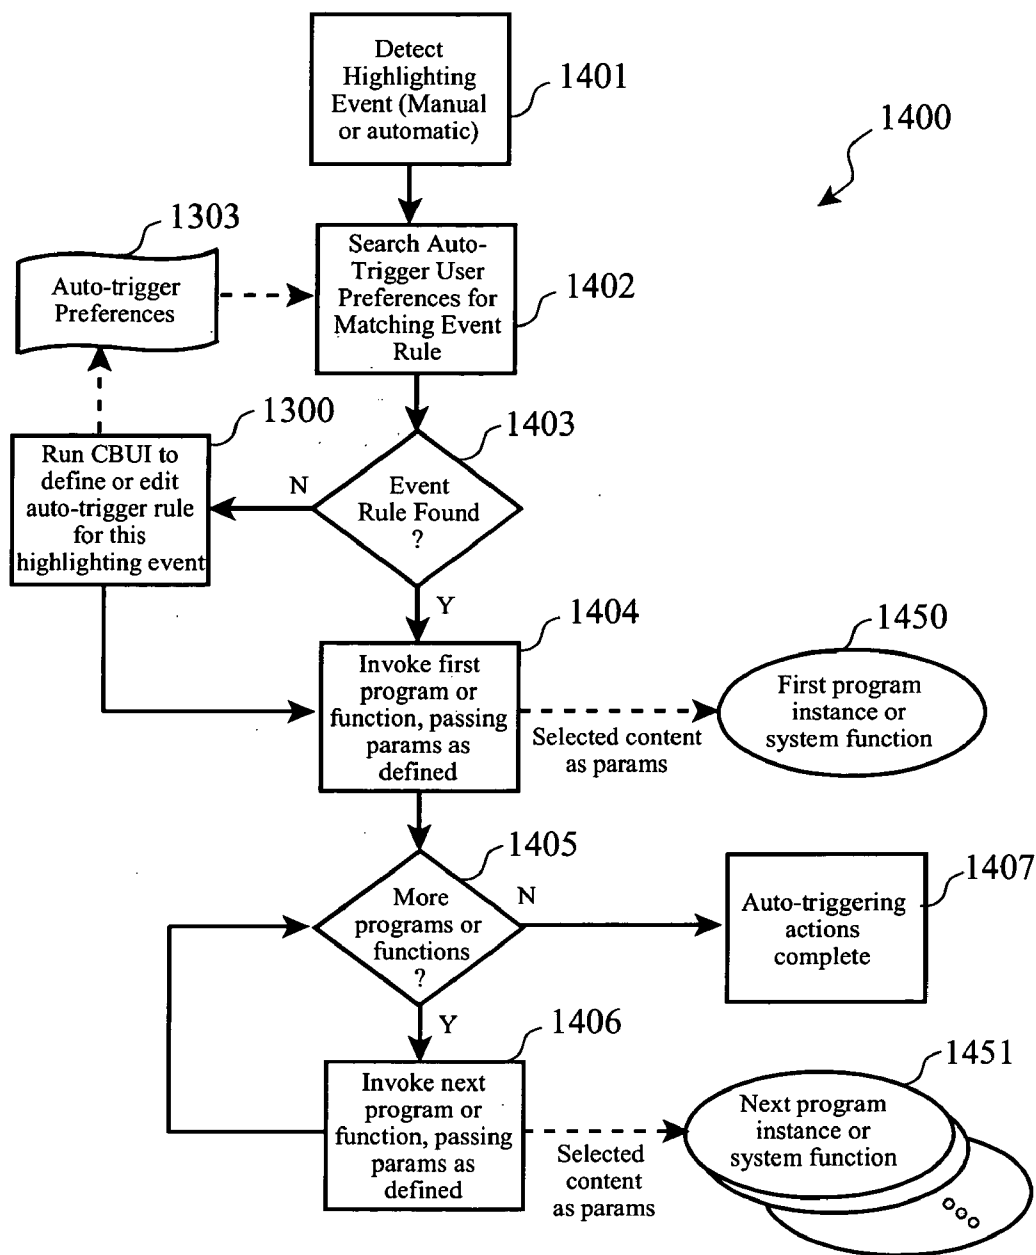 Detect
Highlighting
Event (Manual
or automatic)
1401
1400
1303
Auto-trigger
Preferences
Search Auto-
Trigger User
Preferences for
Matching Event
Rule
1402
1300
Run CBUI to
define or edit
auto-trigger rule
for this
highlighting event
N
1403
Event
Rule Found
?
Y
1404
Invoke first
program or
function, passing
params as
defined
Selected content
as params
1450
First program
instance or
system function
1405
More
programs or
functions
?
N
1407
Auto-triggering
actions
complete
Y
1406
Invoke next
program or
function, passing
params as
defined
Selected
content
as params
1451
Next program
instance or
system function